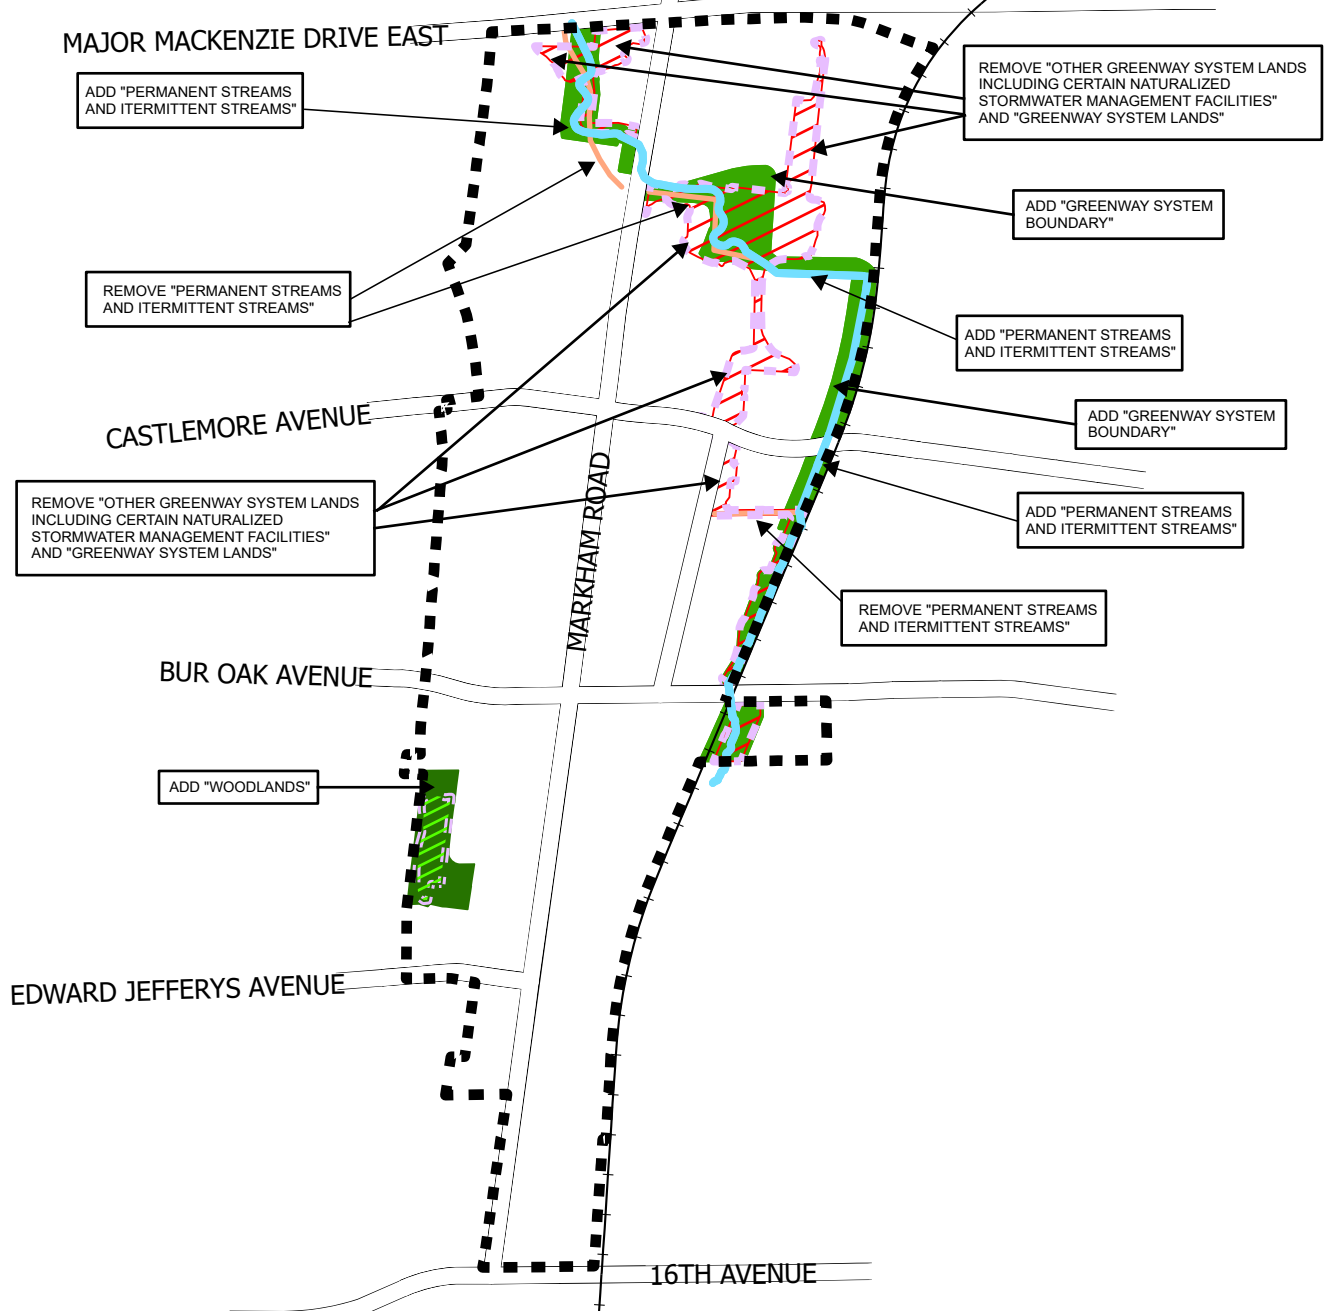 MAJOR MACKENZIE DRIVE EAST
REMOVE "OTHER GREENWAY SYSTEM LANDS
INCLUDING CERTAIN NATURALIZED
STORMWATER MANAGEMENT FACILITIES"
AND "GREENWAY SYSTEM LANDS"
ADD "PERMANENT STREAMS
AND ITERMITTENT STREAMS"
ADD "GREENWAY SYSTEM
BOUNDARY"
REMOVE "PERMANENT STREAMS
AND ITERMITTENT STREAMS"
ADD "PERMANENT STREAMS
AND ITERMITTENT STREAMS"
CASTLEMORE AVENUE
ADD "GREENWAY SYSTEM
BOUNDARY"
REMOVE "OTHER GREENWAY SYSTEM LANDS
INCLUDING CERTAIN NATURALIZED
STORMWATER MANAGEMENT FACILITIES"
AND "GREENWAY SYSTEM LANDS"
MARKHAM ROAD
ADD "PERMANENT STREAMS
AND ITERMITTENT STREAMS"
REMOVE "PERMANENT STREAMS
AND ITERMITTENT STREAMS"
BUR OAK AVENUE
ADD "WOODLANDS"
EDWARD JEFFERYS AVENUE
16TH AVENUE